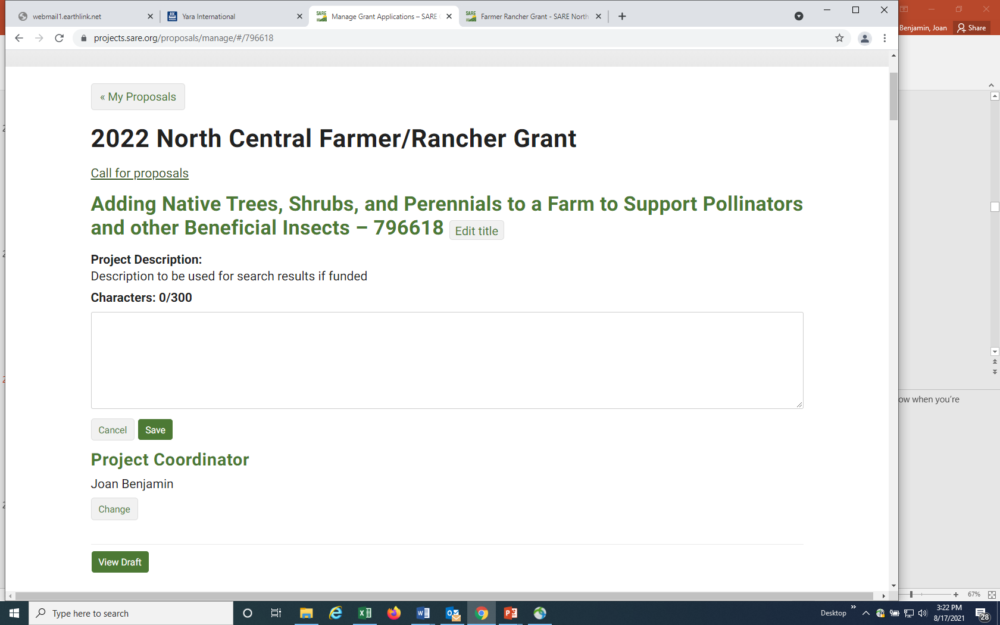 webmail1.earthlink.net
Yara International
Manage Grant Applications – SARE
Farmer Rancher Grant - SARE North
projects.sare.org/proposals/manage/#/796618
Benjamin, Joan
Share
« My Proposals
2022 North Central Farmer/Rancher Grant
Call for proposals
Adding Native Trees, Shrubs, and Perennials to a Farm to Support Pollinators
and other Beneficial Insects – 796618 Edit title
Project Description:
Description to be used for search results if funded
Characters: 0/300
ow when you’re
Cancel Save
Project Coordinator
Joan Benjamin
Change
View Draft
67%
Type here to search
Desktop
3:22 PM
8/17/2021
28